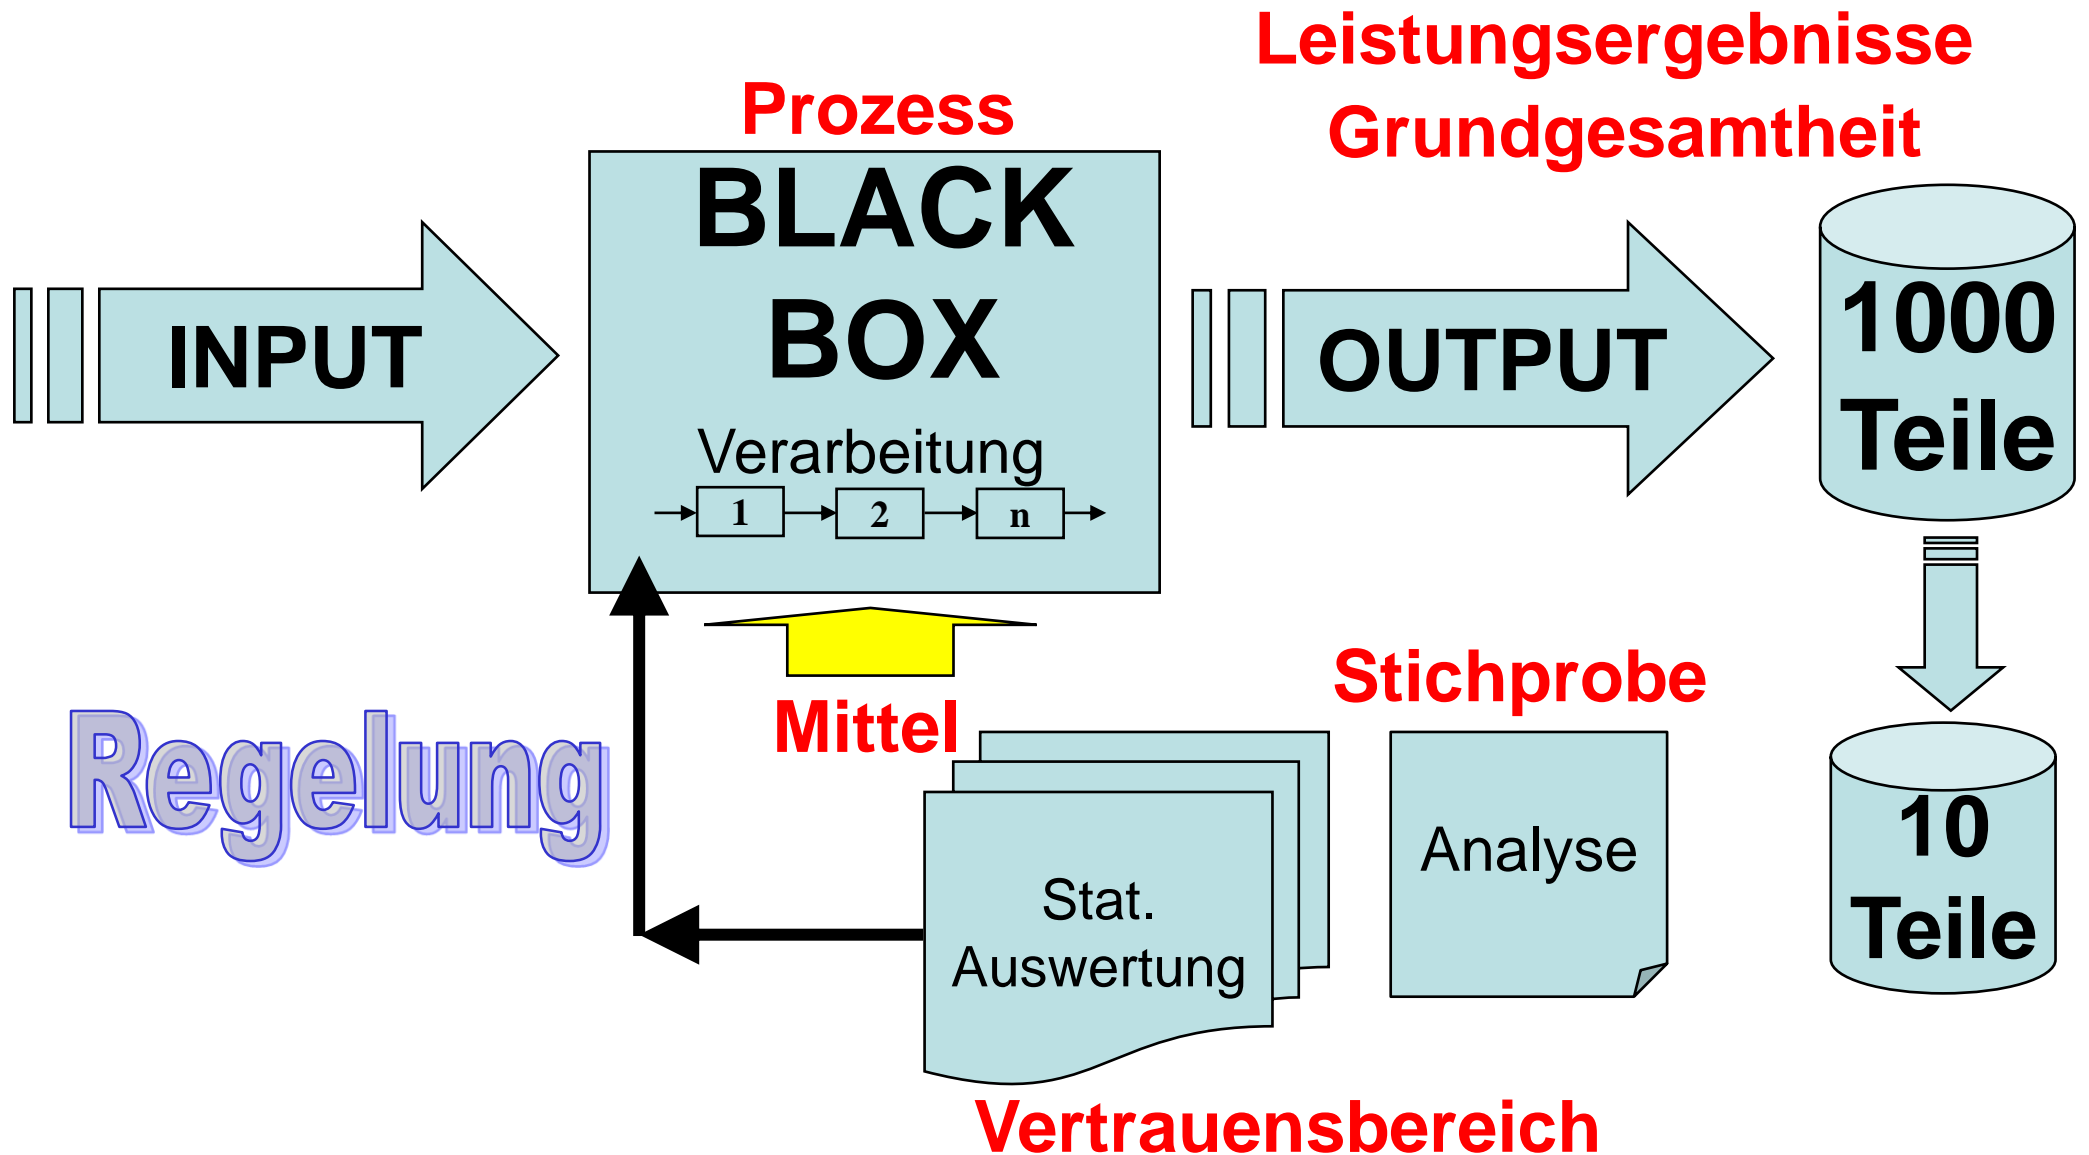 Leistungsergebnisse
Grundgesamtheit
Prozess
BLACK
BOX
Verarbeitung
1 2 n
INPUT
OUTPUT
1000
Teile
Mittel
Stichprobe
Regelung
Stat.
Auswertung
Analyse
10
Teile
Vertrauensbereich